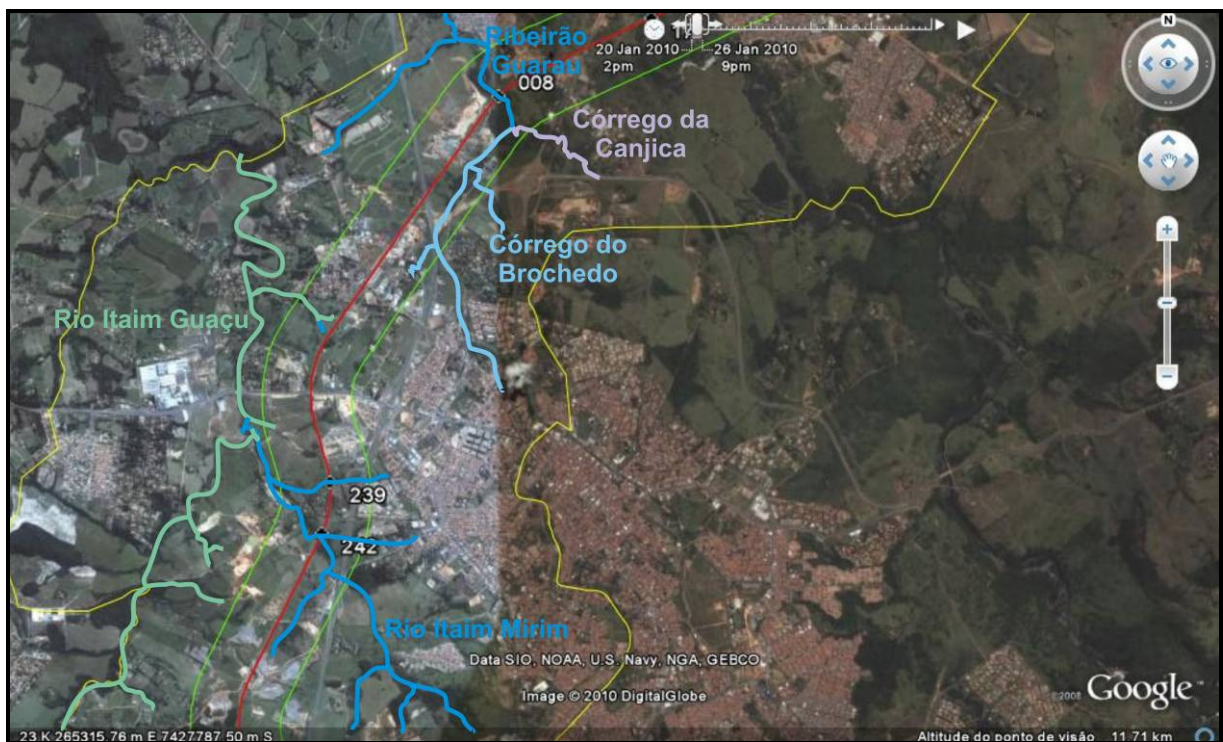 N
Ribeirão
Guaraú
20 Jan 2010
26 Jan 2010
2pm
9pm
008
Córrego da
Canjica
Córrego do
Brochedo
Rio Itaim Guaçu
239
242
Rio Itaim Mirim
Data SIO, NOAA, U.S. Navy, NGA, GEBCO
Image © 2010 DigitalGlobe
©2008 Google™
23 K 265315.76 m E 7427787.50 m S
Altitude do ponto de visão 11.71 km